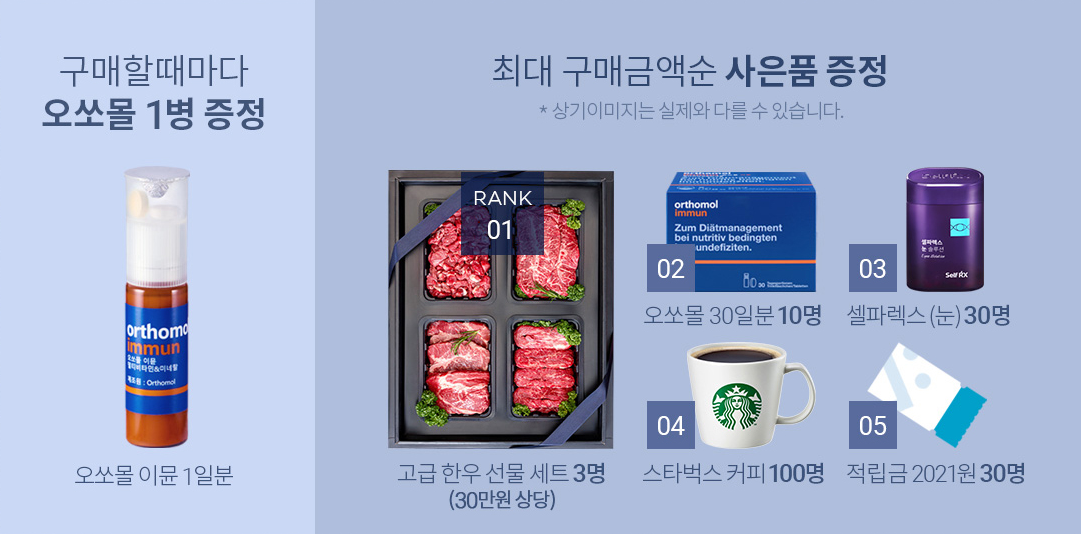 구매할때마다
오쏘몰 1병 증정
orthomol
immun
오쏘몰 이뮨
멀티비타민&미네랄
제조원 : Orthomol
오쏘몰 이뮨 1일분
최대 구매금액순 사은품 증정
* 상기이미지는 실제와 다를 수 있습니다.
RANK
01
고급 한우 선물 세트 3명
(30만원 상당)
orthomol
immun
Zum Diätmanagement
bei nutritiv bedingten
undefiziten.
30
02
오쏘몰 30일분 10명
셀파렉스
눈 솔루션
Self RX
03
셀파렉스 (눈) 30명
04
스타벅스 커피 100명
05
적립금 2021원 30명